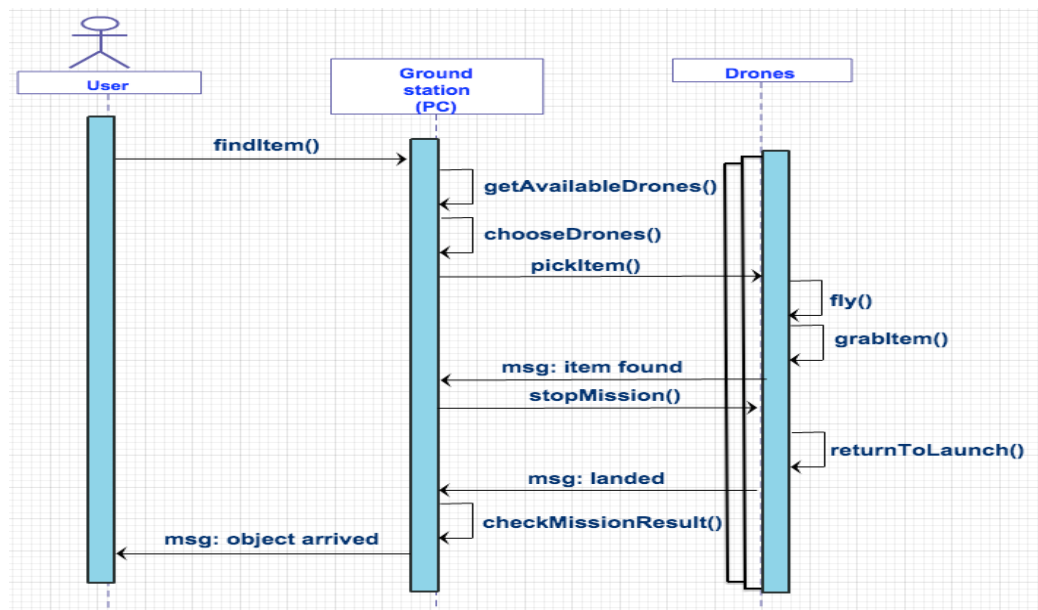 User
Ground
station
(PC)
Drones
findItem()
getAvailableDrones()
chooseDrones()
pickItem()
fly()
grabItem()
msg: item found
stopMission()
returnToLaunch()
msg: landed
checkMissionResult()
msg: object arrived